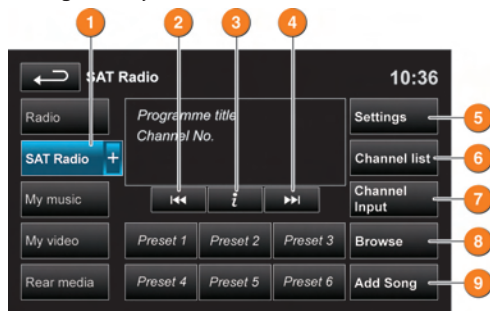 1 2 3 4
SAT Radio 10:36
Radio
Programme title
Channel No.
Settings 5
SAT Radio +
Channel list 6
My music
i
Channel
Input 7
My video
Preset 1 Preset 2 Preset 3
Browse 8
Rear media
Preset 4 Preset 5 Preset 6
Add Song 9